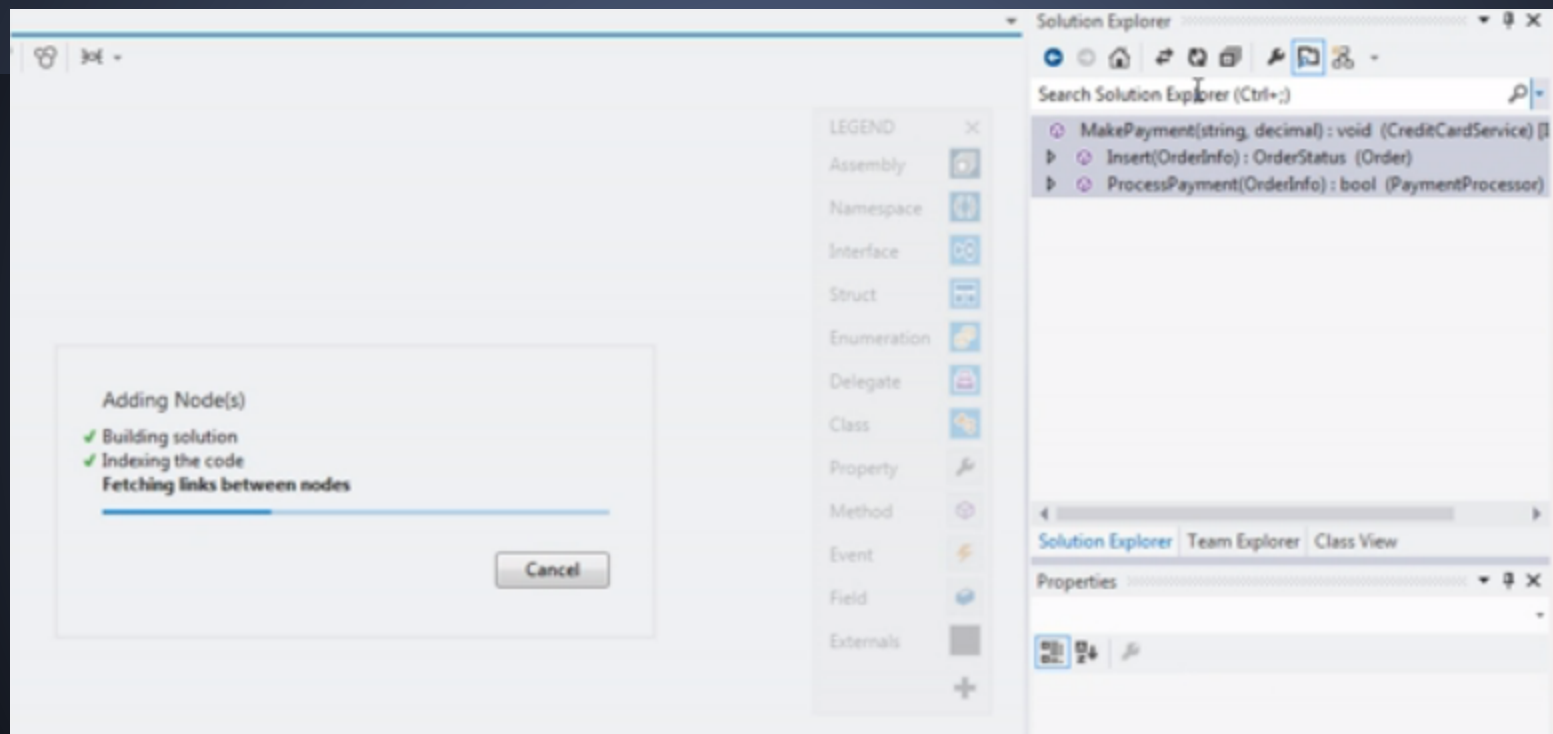 Solution Explorer
Search Solution Explorer (Ctrl+;)
MakePayment(string, decimal) : void (CreditCardService) [
Insert(OrderInfo) : OrderStatus (Order)
ProcessPayment(OrderInfo) : bool (PaymentProcessor)
LEGEND
Assembly
Namespace
Interface
Struct
Enumeration
Delegate
Class
Property
Method
Event
Field
Externals
Adding Node(s)
Building solution
Indexing the code
Fetching links between nodes
Cancel
Solution Explorer Team Explorer Class View
Properties